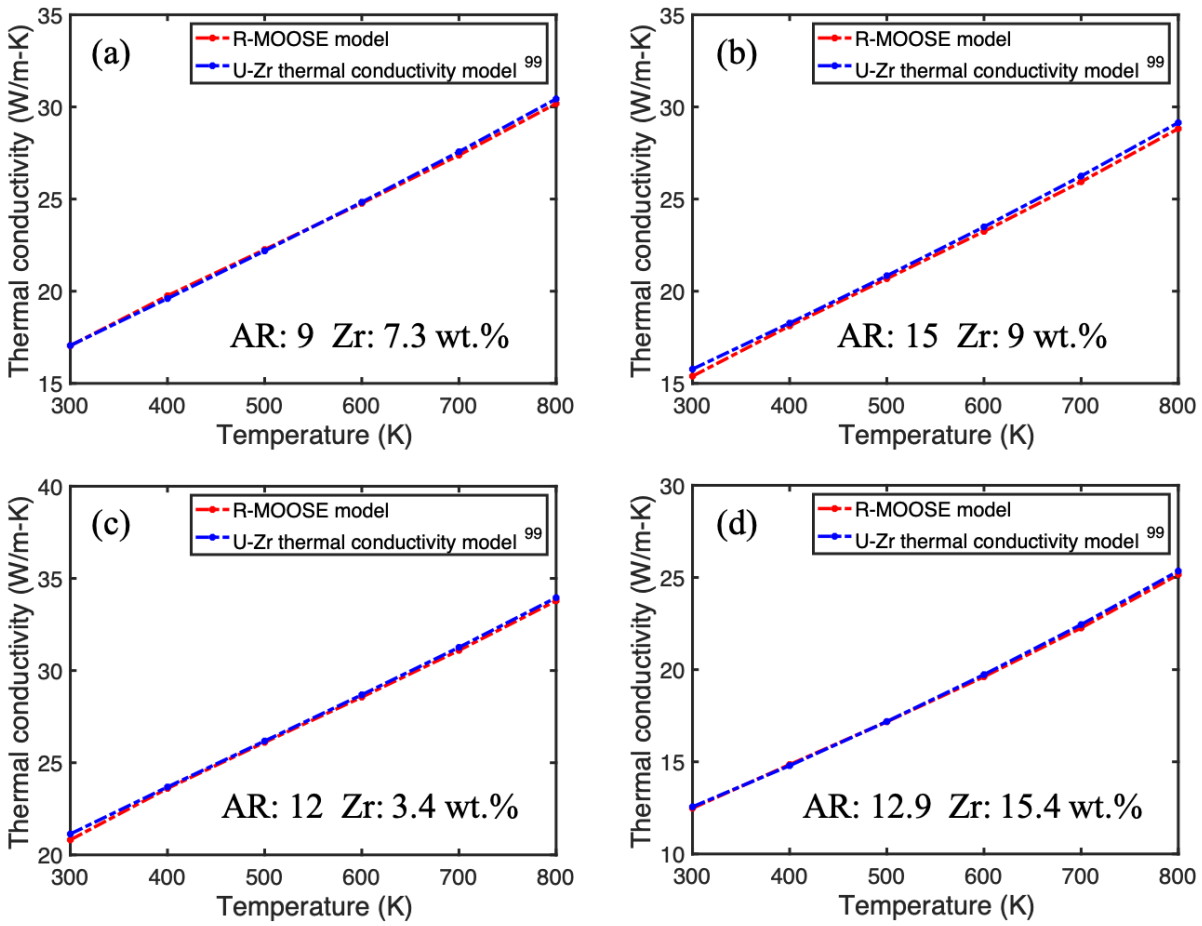 (a)
R-MOOSE model
U-Zr thermal conductivity model 99
Thermal conductivity (W/m-K)
35
30
25
20
15
AR: 9 Zr: 7.3 wt.%
300 400 500 600 700 800
Temperature (K)
(b)
R-MOOSE model
U-Zr thermal conductivity model 99
Thermal conductivity (W/m-K)
35
30
25
20
15
AR: 15 Zr: 9 wt.%
300 400 500 600 700 800
Temperature (K)
(c)
R-MOOSE model
U-Zr thermal conductivity model 99
Thermal conductivity (W/m-K)
40
35
30
25
20
AR: 12 Zr: 3.4 wt.%
300 400 500 600 700 800
Temperature (K)
(d)
R-MOOSE model
U-Zr thermal conductivity model 99
Thermal conductivity (W/m-K)
30
25
20
15
10
AR: 12.9 Zr: 15.4 wt.%
300 400 500 600 700 800
Temperature (K)